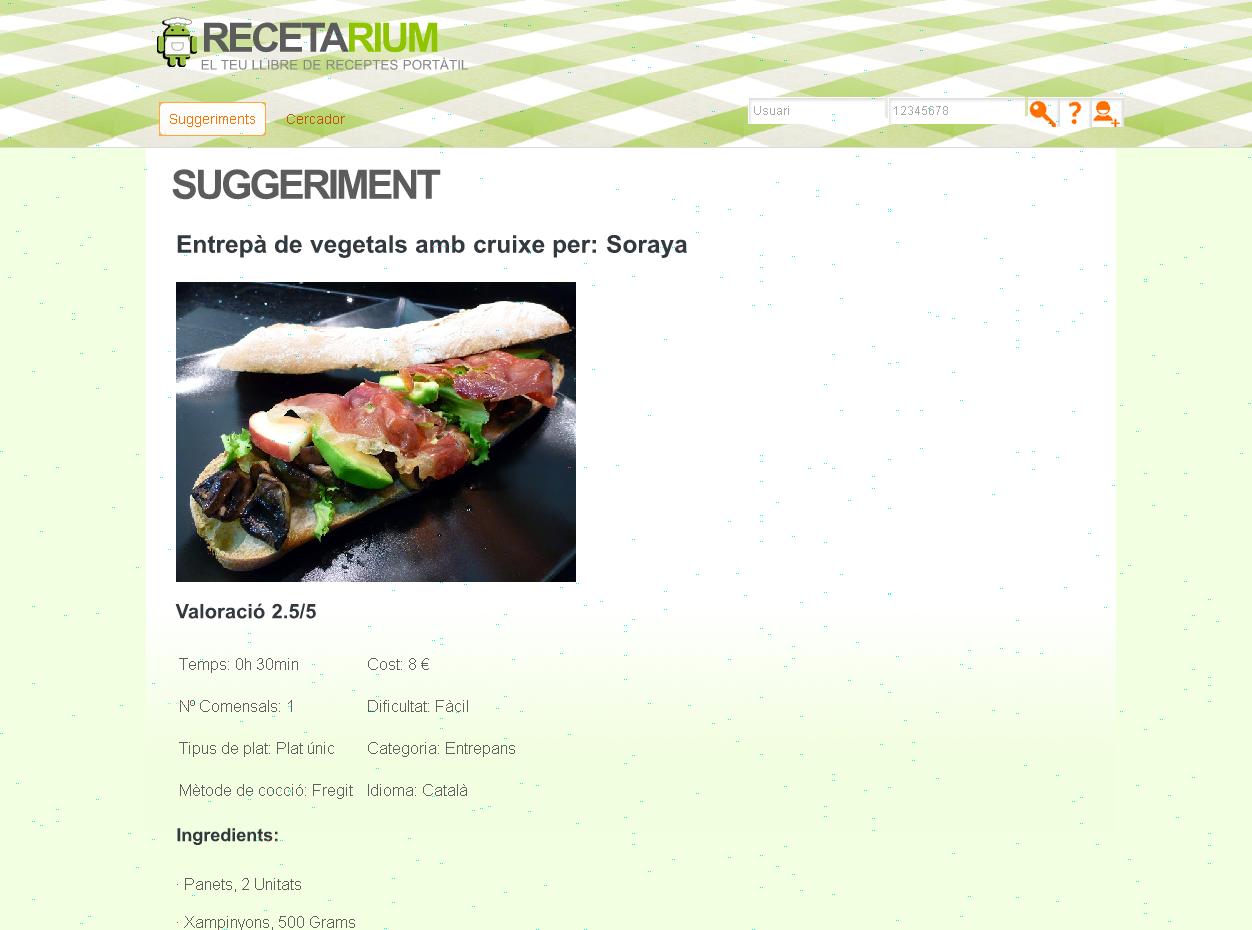 RECETARIUM
EL TEU LLIBRE DE RECEPTES PORTÀTIL
Suggeriments
Cercador
Usuari
12345678
?
SUGGERIMENT
Entrepà de vegetals amb cruixe per: Soraya
Valoració 2.5/5
Temps: 0h 30min
Cost: 8 €
Nº Comensals: 1
Dificultat: Fàcil
Tipus de plat: Plat únic
Categoria: Entrepans
Mètode de cocció: Fregit
Idioma: Català
Ingredients:
· Panets, 2 Unitats
· Xampinyons, 500 Grams